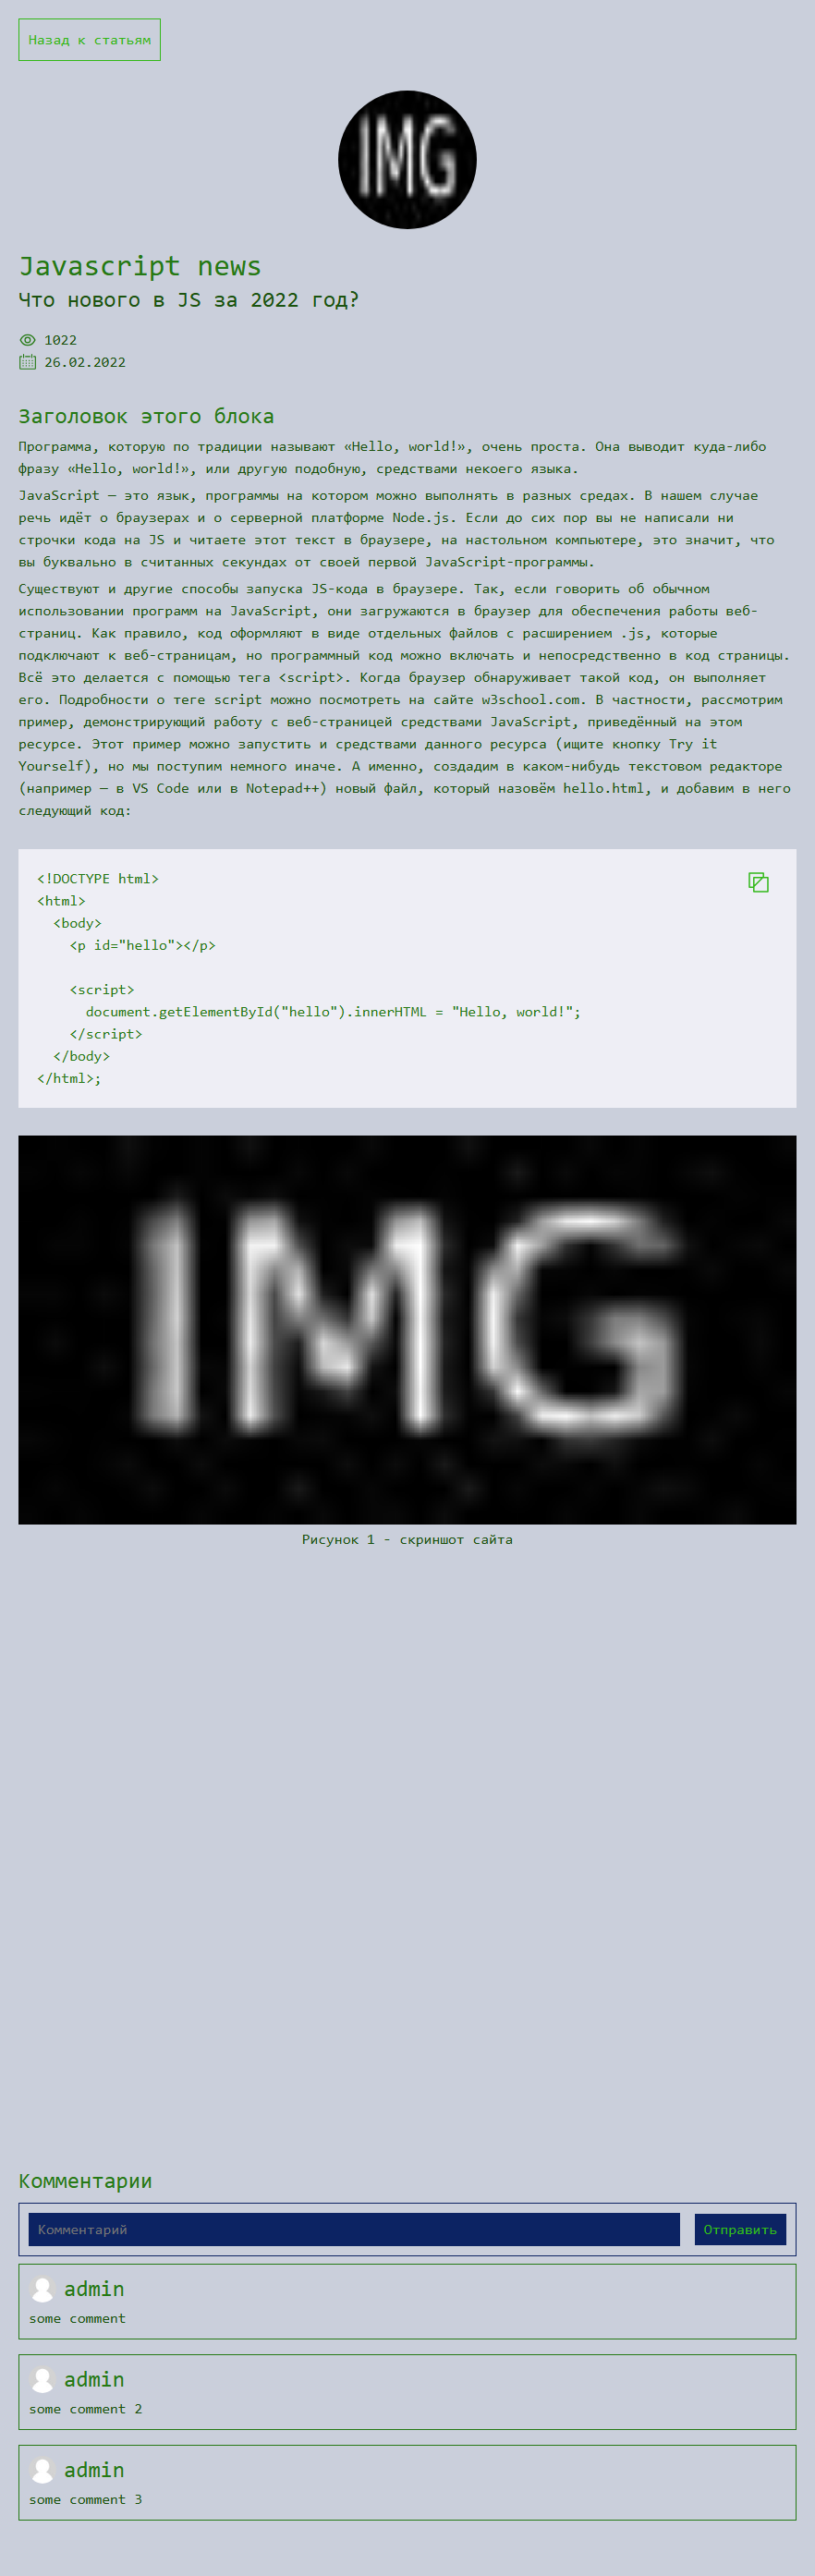 Назад к статьям
IMG
Javascript news
Что нового в JS за 2022 год?
1022
26.02.2022
Заголовок этого блока
Программа, которую по традиции называют «Hello, world!», очень проста. Она выводит куда-либо
фразу «Hello, world!», или другую подобную, средствами некоего языка.
JavaScript — это язык, программы на котором можно выполнять в разных средах. В нашем случае
речь идёт о браузерах и о серверной платформе Node.js. Если до сих пор вы не написали ни
строчки кода на JS и читаете этот текст в браузере, на настольном компьютере, это значит, что
вы буквально в считанных секундах от своей первой JavaScript-программы.
Существуют и другие способы запуска JS-кода в браузере. Так, если говорить об обычном
использовании программ на JavaScript, они загружаются в браузер для обеспечения работы веб-
страниц. Как правило, код оформляют в виде отдельных файлов с расширением .js, которые
подключают к веб-страницам, но программный код можно включать и непосредственно в код страницы.
Всё это делается с помощью тега <script>. Когда браузер обнаруживает такой код, он выполняет
его. Подробности о теге script можно посмотреть на сайте w3school.com. В частности, рассмотрим
пример, демонстрирующий работу с веб-страницей средствами JavaScript, приведённый на этом
ресурсе. Этот пример можно запустить и средствами данного ресурса (ищите кнопку Try it
Yourself), но мы поступим немного иначе. А именно, создадим в каком-нибудь текстовом редакторе
(например — в VS Code или в Notepad++) новый файл, который назовём hello.html, и добавим в него
следующий код:
<!DOCTYPE html>
<html>
  <body>
    <p id="hello"></p>
    <script>
      document.getElementById("hello").innerHTML = "Hello, world!";
    </script>
  </body>
</html>;
IMG
Рисунок 1 - скриншот сайта
Комментарии
Комментарий
Отправить
admin
some comment
admin
some comment 2
admin
some comment 3